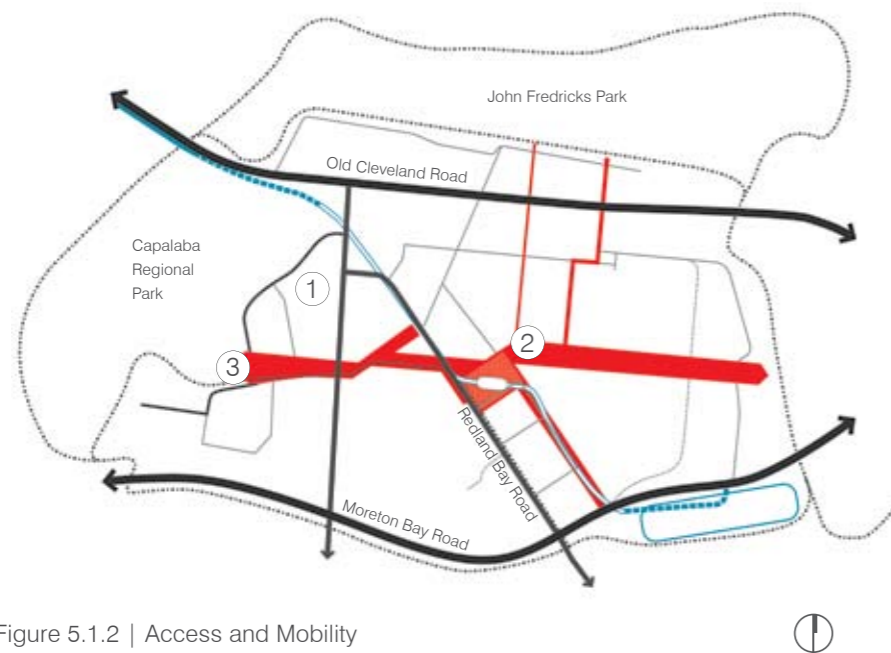 John Fredricks Park
Old Cleveland Road
Capalaba
Regional
Park
1
2
3
Redland Bay Road
Moreton Bay Road
Figure 5.1.2 | Access and Mobility